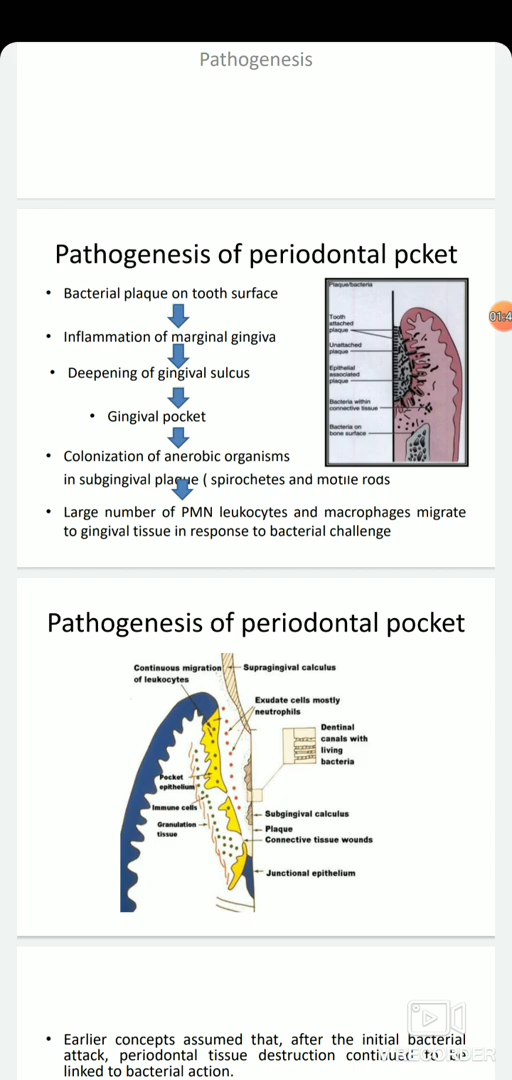 Pathogenesis
Pathogenesis of periodontal pcket
• Bacterial plaque on tooth surface
• Inflammation of marginal gingiva
• Deepening of gingival sulcus
• Gingival pocket
• Colonization of anerobic organisms
in subgingival plaque ( spirochetes and motile rods
• Large number of PMN leukocytes and macrophages migrate
to gingival tissue in response to bacterial challenge
Plaque/bacteria
Tooth
attached
plaque
Unattached
plaque
Epithelial
associated
plaque
Bacteria within
connective tissue
Bacteria on
bone surface
01:4
Pathogenesis of periodontal pocket
Continuous migration
of leukocytes
Supragingival calculus
Exudate cells mostly
neutrophils
Dentinal
canals with
living
bacteria
Pocket
epithelium
Immune cells
Granulation
tissue
Subgingival calculus
Plaque
Connective tissue wounds
Junctional epithelium
• Earlier concepts assumed that, after the initial bacterial
attack, periodontal tissue destruction continued to be
linked to bacterial action.
RECORDER